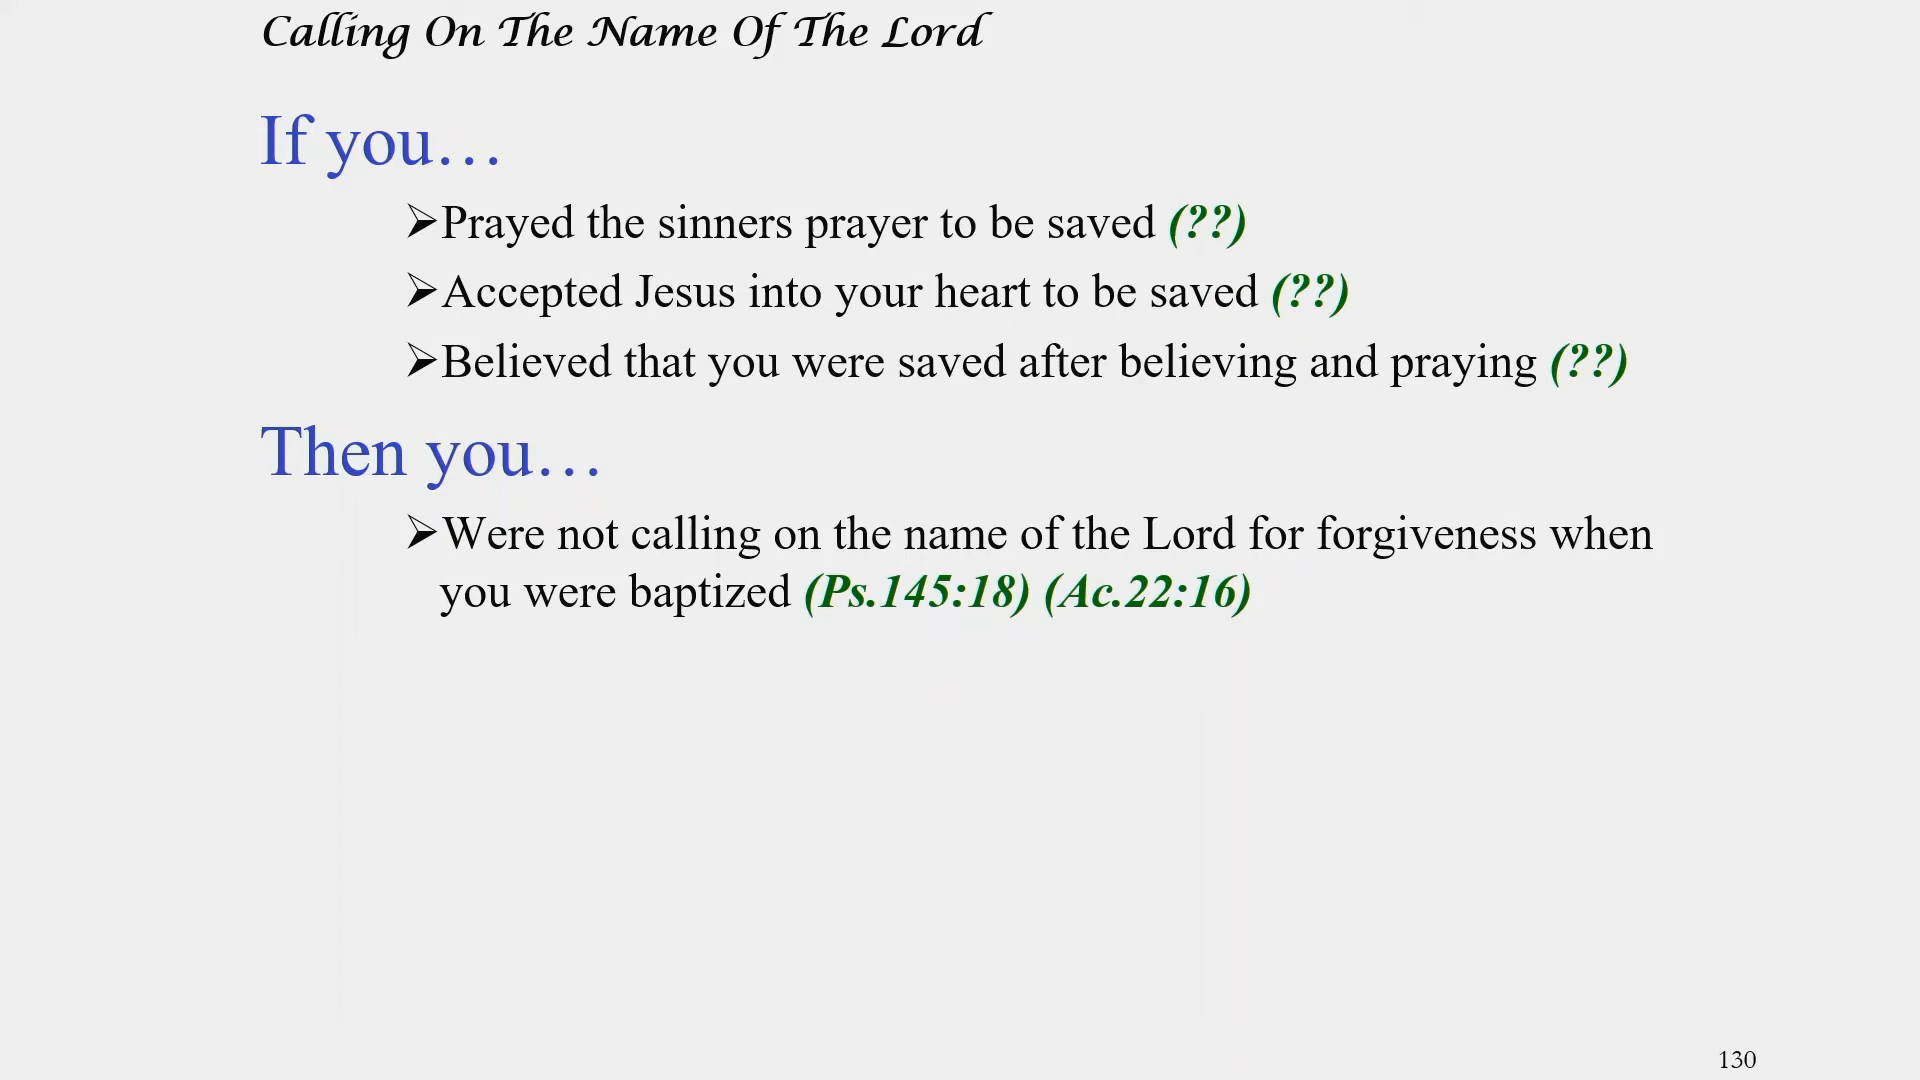 Calling On The Name Of The Lord
If you…
➢Prayed the sinners prayer to be saved (??)
➢Accepted Jesus into your heart to be saved (??)
➢Believed that you were saved after believing and praying (??)
Then you…
➢Were not calling on the name of the Lord for forgiveness when
you were baptized (Ps.145:18) (Ac.22:16)
130